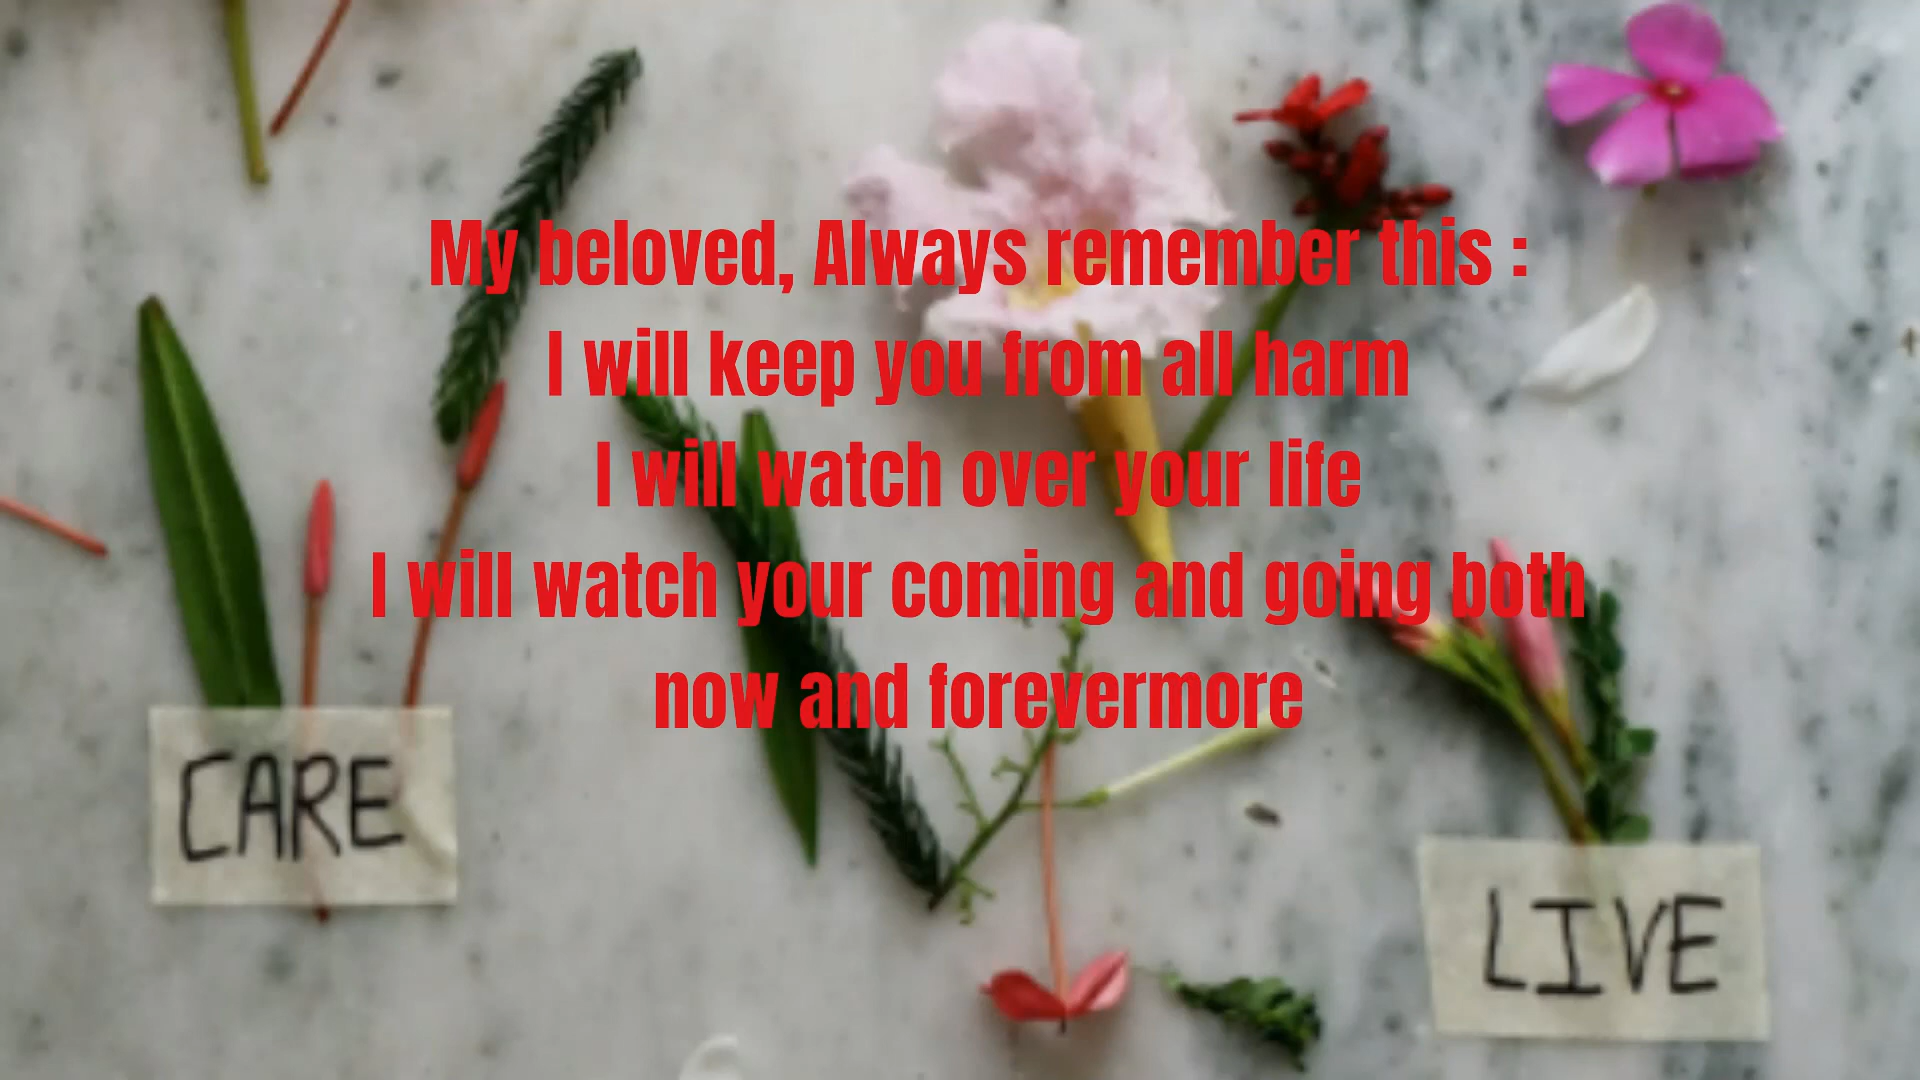 My beloved, Always remember this :
I will keep you from all harm
I will watch over your life
I will watch your coming and going both
now and forevermore
CARE
LIVE